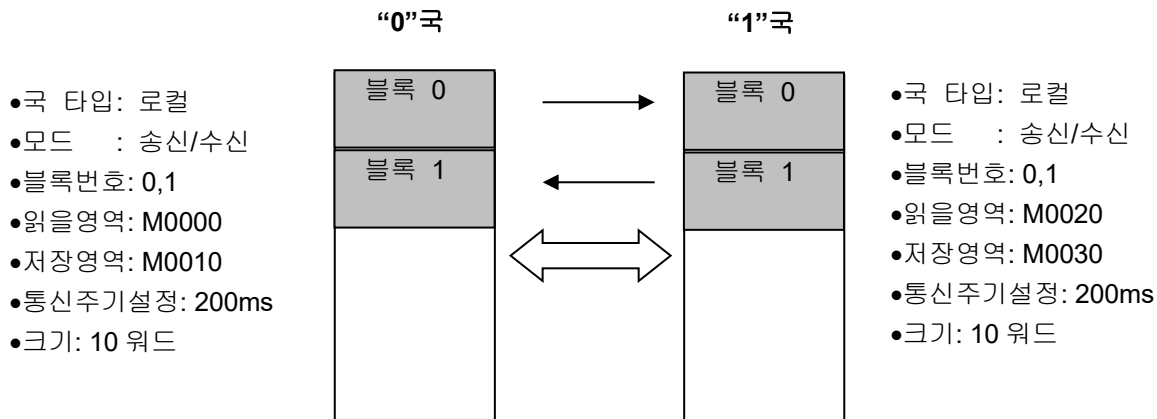 “0”국
“1”국
●국 타입: 로컬
●모드 : 송신/수신
●블록번호: 0,1
●읽을영역: M0000
●저장영역: M0010
●통신주기설정: 200ms
●크기: 10 워드
블록 0
블록 1
블록 0
블록 1
●국 타입: 로컬
●모드 : 송신/수신
●블록번호: 0,1
●읽을영역: M0020
●저장영역: M0030
●통신주기설정: 200ms
●크기: 10 워드